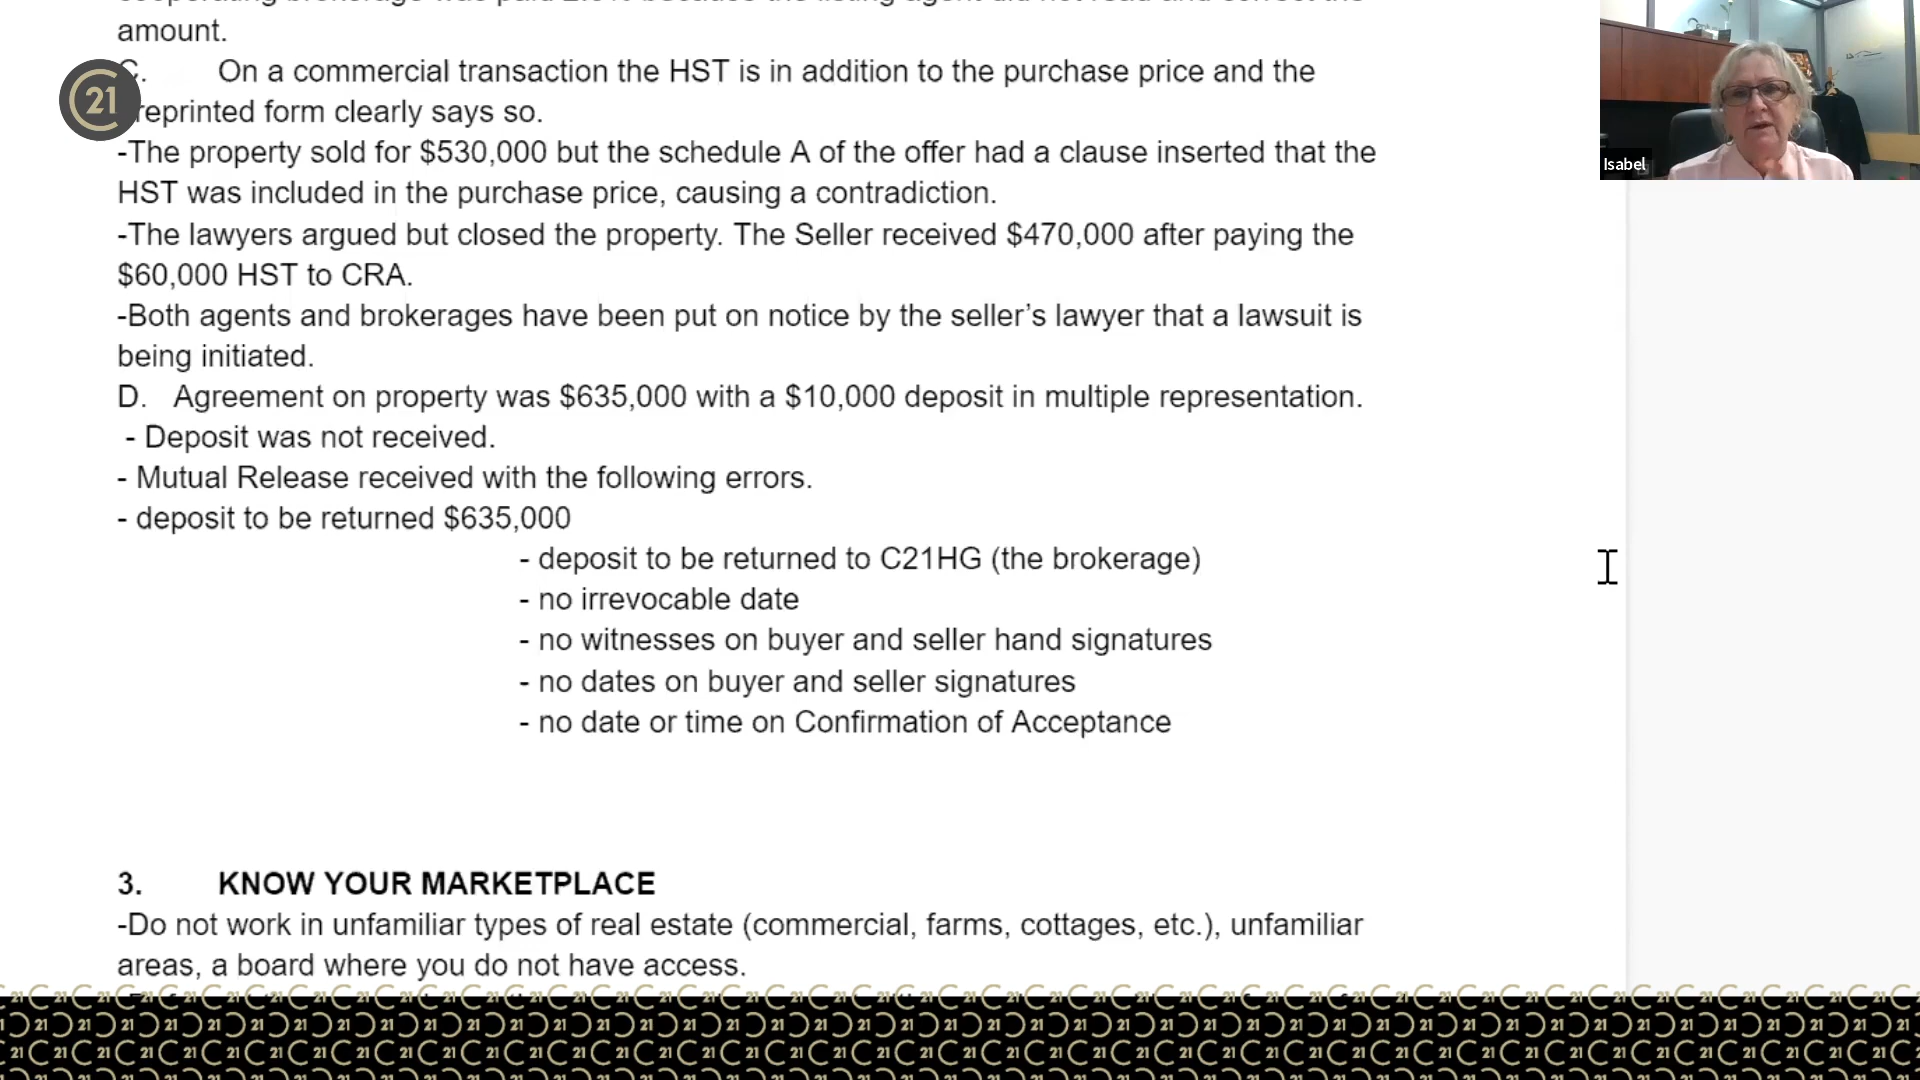 amount.
C. On a commercial transaction the HST is in addition to the purchase price and the
21
reprinted form clearly says so.
-The property sold for $530,000 but the schedule A of the offer had a clause inserted that the
HST was included in the purchase price, causing a contradiction.
-The lawyers argued but closed the property. The Seller received $470,000 after paying the
$60,000 HST to CRA.
-Both agents and brokerages have been put on notice by the seller’s lawyer that a lawsuit is
being initiated.
D. Agreement on property was $635,000 with a $10,000 deposit in multiple representation.
- Deposit was not received.
- Mutual Release received with the following errors.
- deposit to be returned $635,000
- deposit to be returned to C21HG (the brokerage)
- no irrevocable date
- no witnesses on buyer and seller hand signatures
- no dates on buyer and seller signatures
- no date or time on Confirmation of Acceptance
3. KNOW YOUR MARKETPLACE
-Do not work in unfamiliar types of real estate (commercial, farms, cottages, etc.), unfamiliar
areas, a board where you do not have access.
Isabel